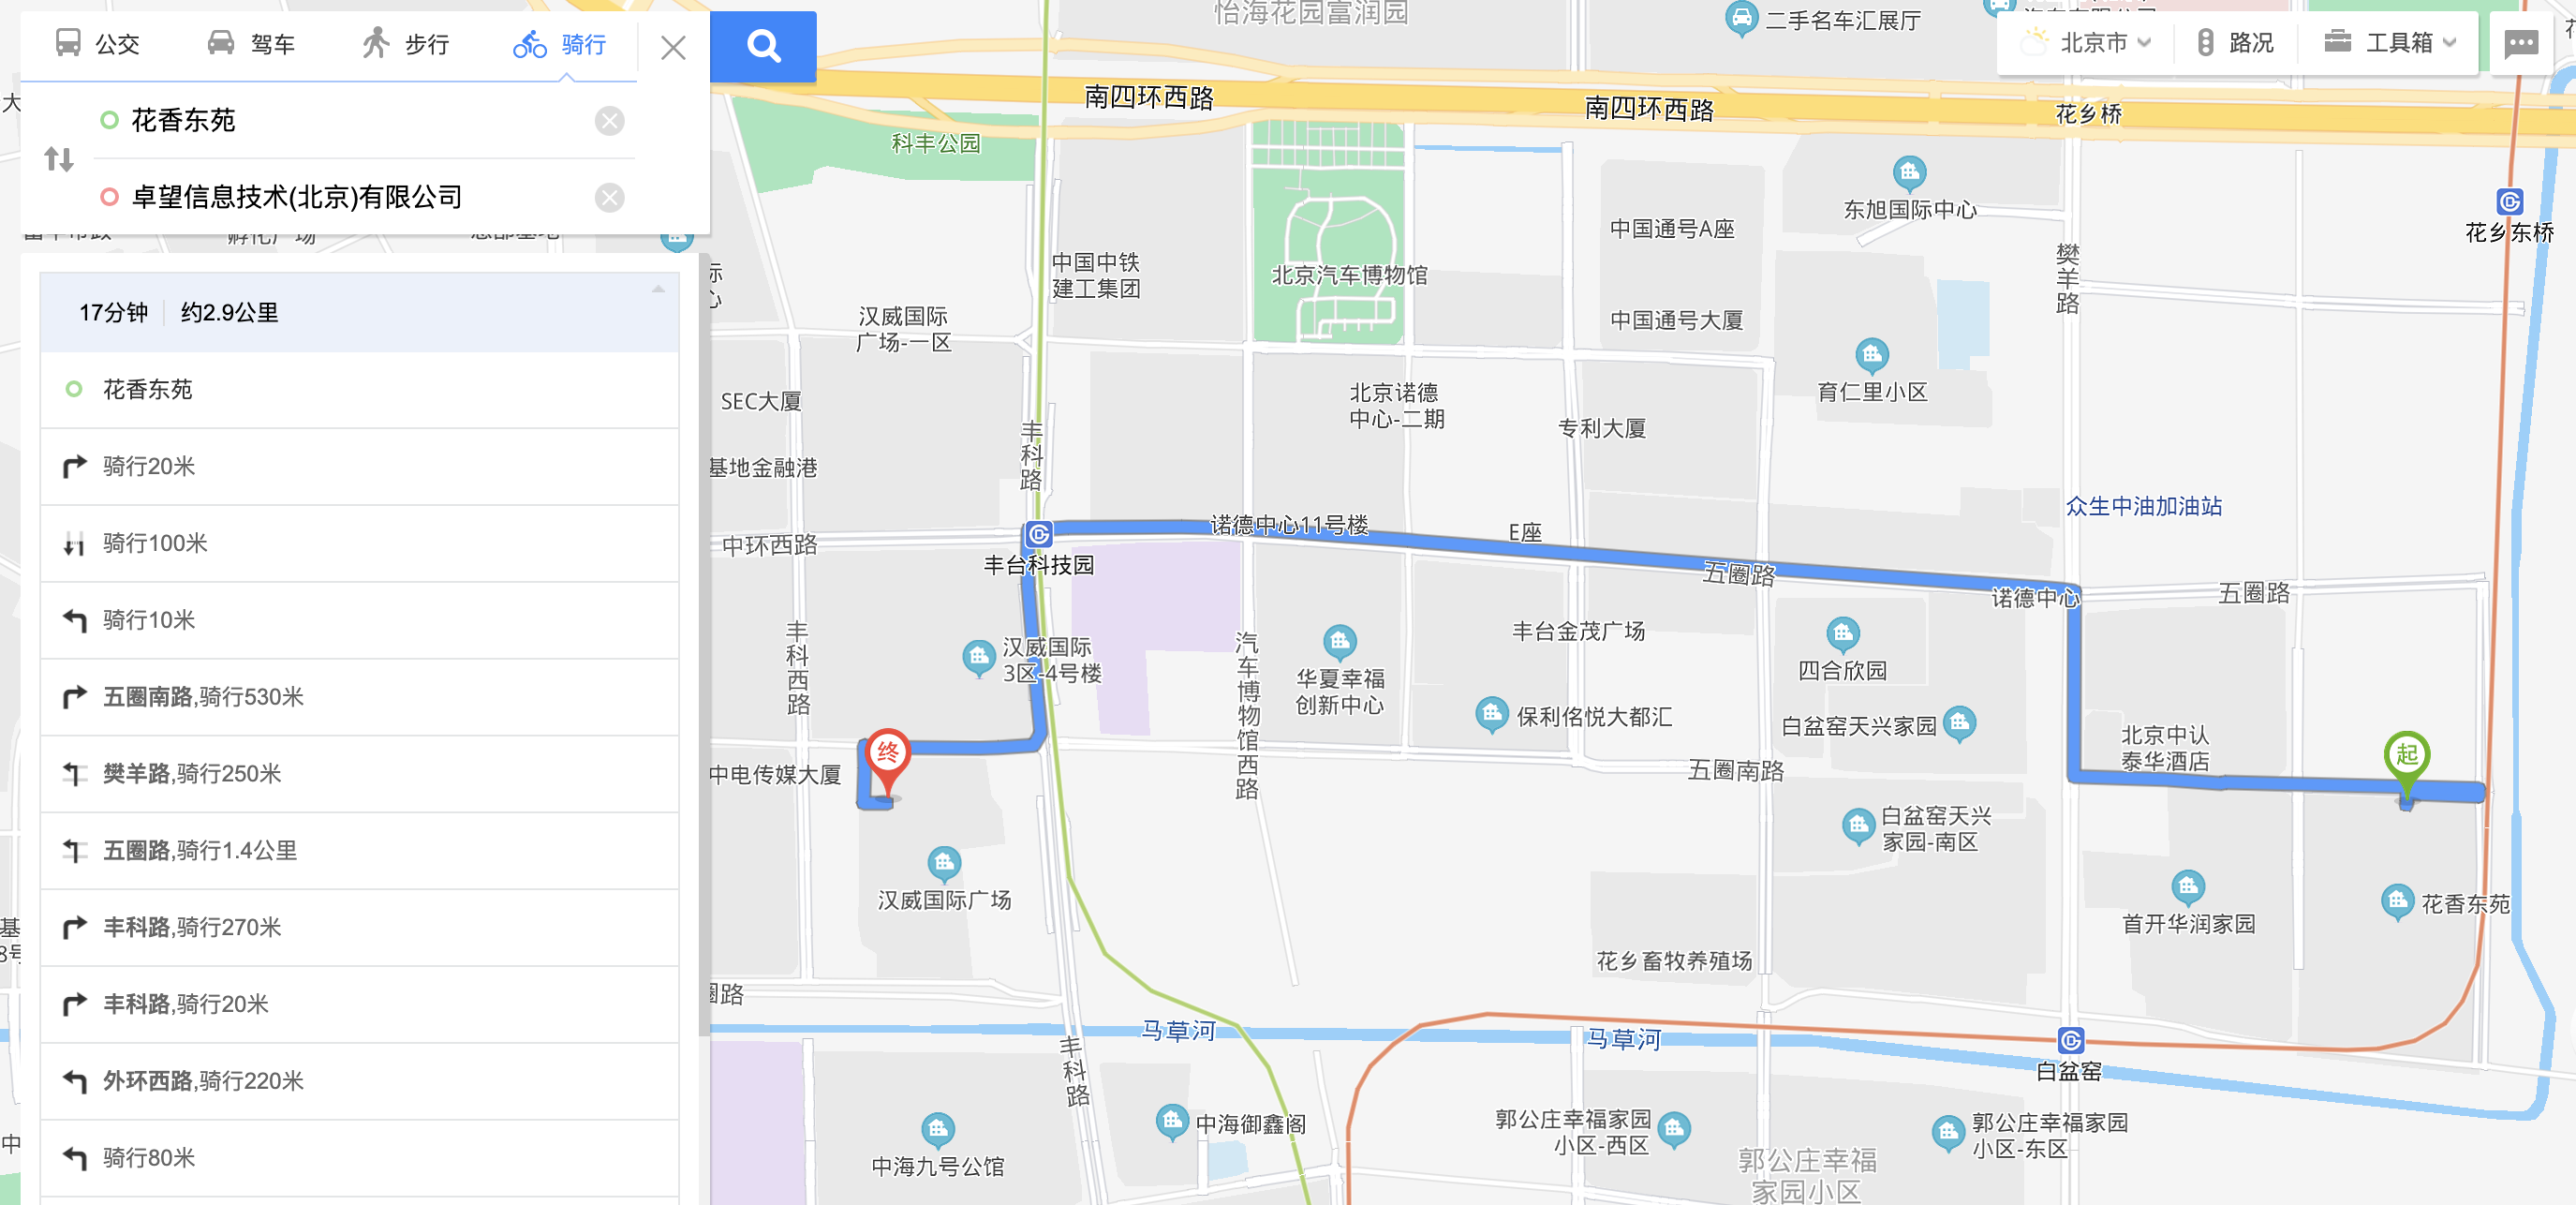 公交
驾车
步行
骑行
花香东苑
卓望信息技术(北京)有限公司
17分钟
约2.9公里
花香东苑
骑行20米
骑行100米
骑行10米
五圈南路,骑行530米
樊羊路,骑行250米
五圈路,骑行1.4公里
丰科路,骑行270米
丰科路,骑行20米
外环西路,骑行220米
骑行80米
北京市
路况
工具箱
怡海花园富润园
二手名车汇展厅
南四环西路
南四环西路
花乡桥
科丰公园
东旭国际中心
花乡东桥
中国通号A座
樊羊路
中国中铁
建工集团
北京汽车博物馆
汉威国际
广场-一区
中国通号大厦
育仁里小区
SEC大厦
北京诺德
中心-二期
专利大厦
丰科路
基地金融港
众生中油加油站
中环西路
诺德中心11号楼
E座
丰台科技园
五圈路
诺德中心
五圈路
丰科西路
汉威国际
3区-4号楼
汽车博物馆西路
华夏幸福
创新中心
丰台金茂广场
四合欣园
保利佲悦大都汇
白盆窑天兴家园
北京中认
泰华酒店
起
终
中电传媒大厦
五圈南路
白盆窑天兴
家园-南区
汉威国际广场
首开华润家园
花香东苑
花乡畜牧养殖场
圈路
马草河
马草河
丰科路
白盆窑
中海御鑫阁
郭公庄幸福家园
小区-西区
郭公庄幸福家园
小区-东区
中海九号公馆
郭公庄幸福
家园小区